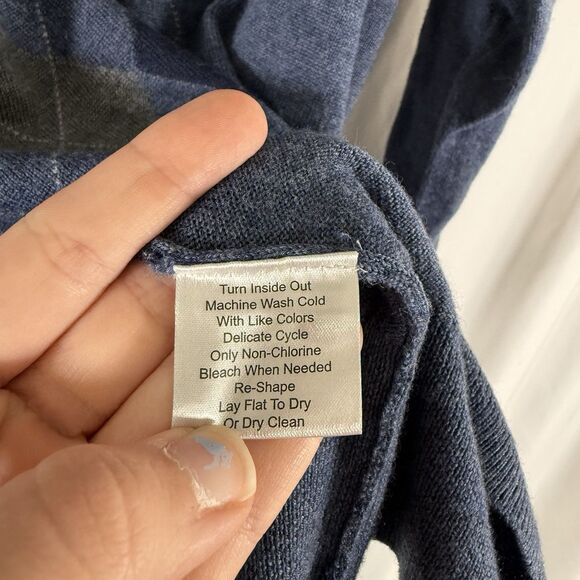 Turn Inside Out
Machine Wash Cold
With Like Colors
Delicate Cycle
Only Non-Chlorine
Bleach When Needed
Re-Shape
Lay Flat To Dry
Or Dry Clean